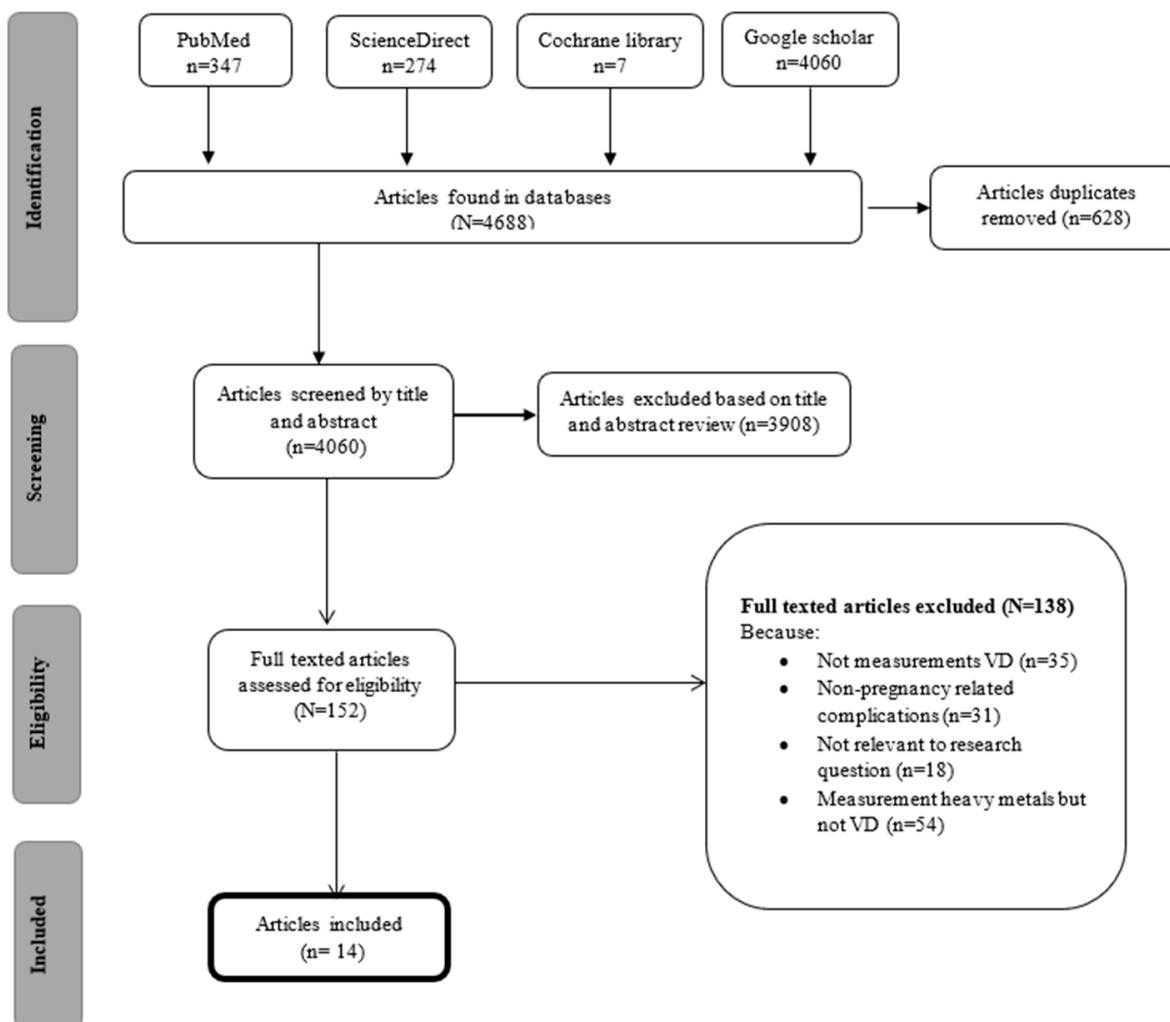 PubMed
n=347
ScienceDirect
n=274
Cochrane library
n=7
Google scholar
n=4060
Identification
Articles found in databases
(N=4688)
Articles duplicates
removed (n=628)
Screening
Articles screened by title
and abstract
(n=4060)
Articles excluded based on title
and abstract review (n=3908)
Eligibility
Full texted articles
assessed for eligibility
(N=152)
Full texted articles excluded (N=138)
Because:
• Not measurements VD (n=35)
• Non-pregnancy related
complications (n=31)
• Not relevant to research
question (n=18)
• Measurement heavy metals but
not VD (n=54)
Included
Articles included
(n= 14)